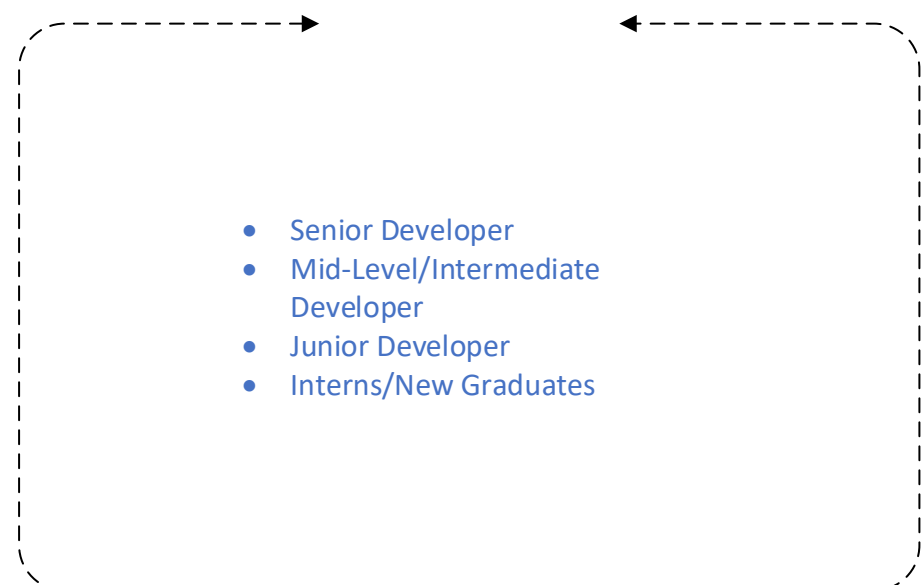 • Senior Developer
• Mid-Level/Intermediate
Developer
• Junior Developer
• Interns/New Graduates